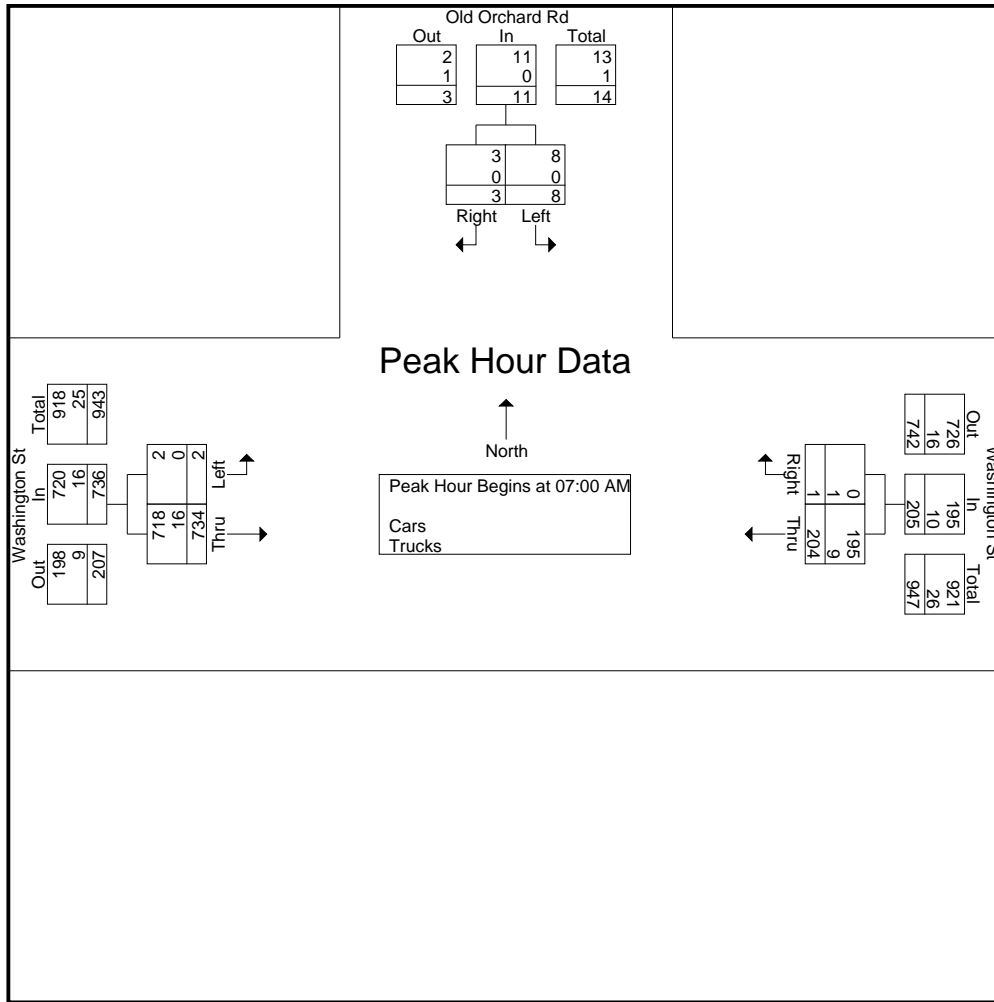 Old Orchard Rd
Out In Total
2 11 13
1 0 1
3 11 14
3 8
0 0
3 8
Right Left
Peak Hour Data
North
Peak Hour Begins at 07:00 AM
Cars
Trucks
Washington St
Total
918
25
943
In
720
16
736
Out
198
9
207
Left
2
0
2
Thru
718
16
734
Washington St
Out
726
16
742
In
195
10
205
Total
921
26
947
Right
0
1
1
Thru
195
9
204